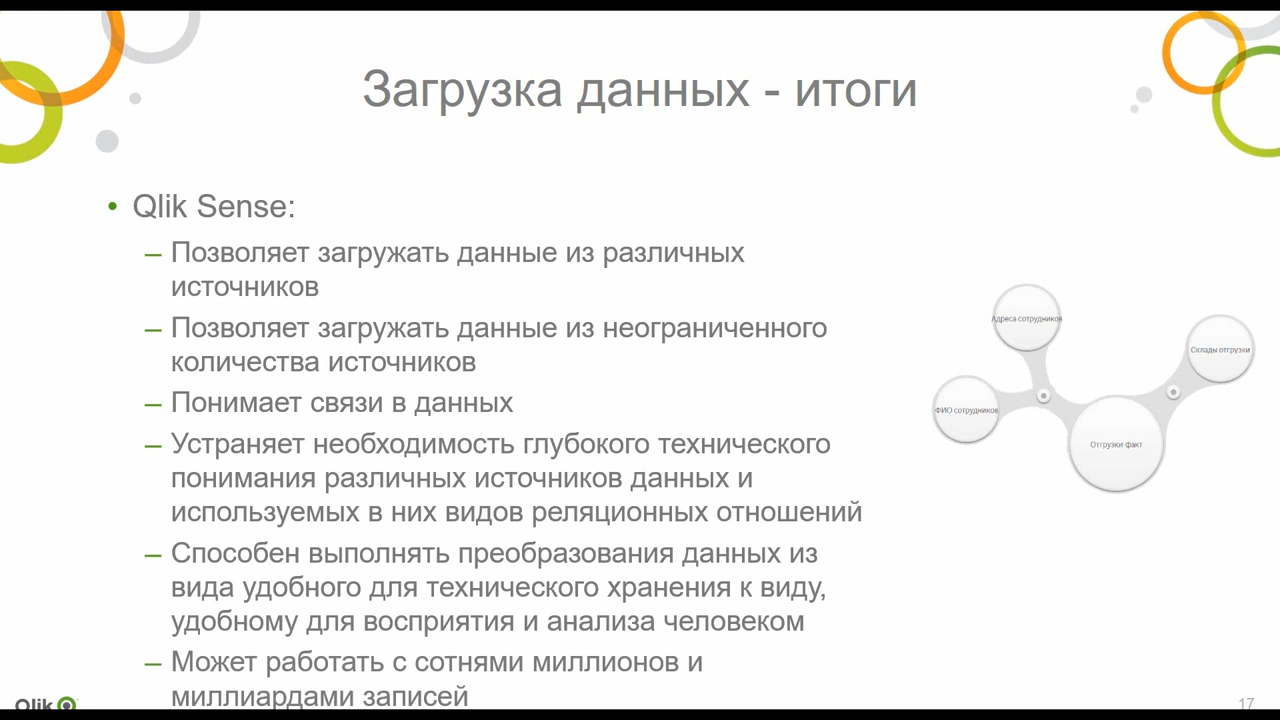 Загрузка данных - итоги
• Qlik Sense:
– Позволяет загружать данные из различных
источников
– Позволяет загружать данные из неограниченного
количества источников
– Понимает связи в данных
– Устраняет необходимость глубокого технического
понимания различных источников данных и
используемых в них видов реляционных отношений
– Способен выполнять преобразования данных из
вида удобного для технического хранения к виду,
удобному для восприятия и анализа человеком
– Может работать с сотнями миллионов и
миллиардами записей
Адреса сотрудников
Склады отгрузки
ФИО сотрудников
Отгрузки факт
Qlik
17